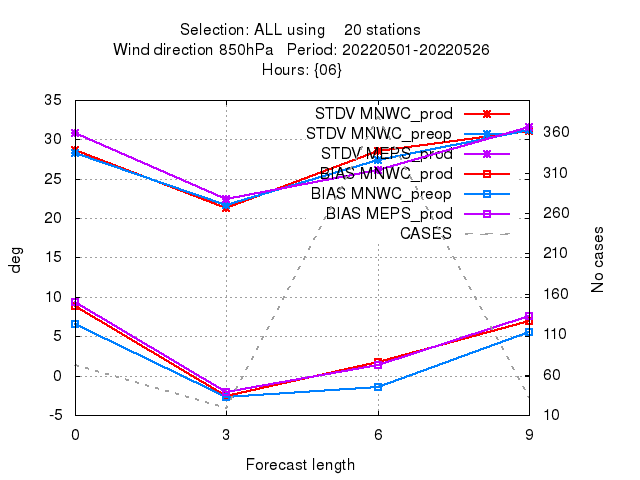 Selection: ALL using 20 stations
Wind direction 850hPa Period: 20220501-20220526
Hours: {06}
STDV MNWC_prod
STDV MNWC_preop
STDV MEPS_prod
BIAS MNWC_prod
BIAS MNWC_preop
BIAS MEPS_prod
CASES
deg
35
30
25
20
15
10
5
0
-5
360
310
260
210
160
110
60
10
No cases
0 3 6 9
Forecast length